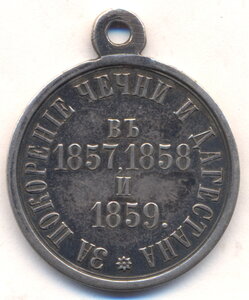 ЗА ПОКОРЕНІЕ ЧЕЧНИ И ДАГЕСТАНА
ВЪ
1857,1858
И
1859.